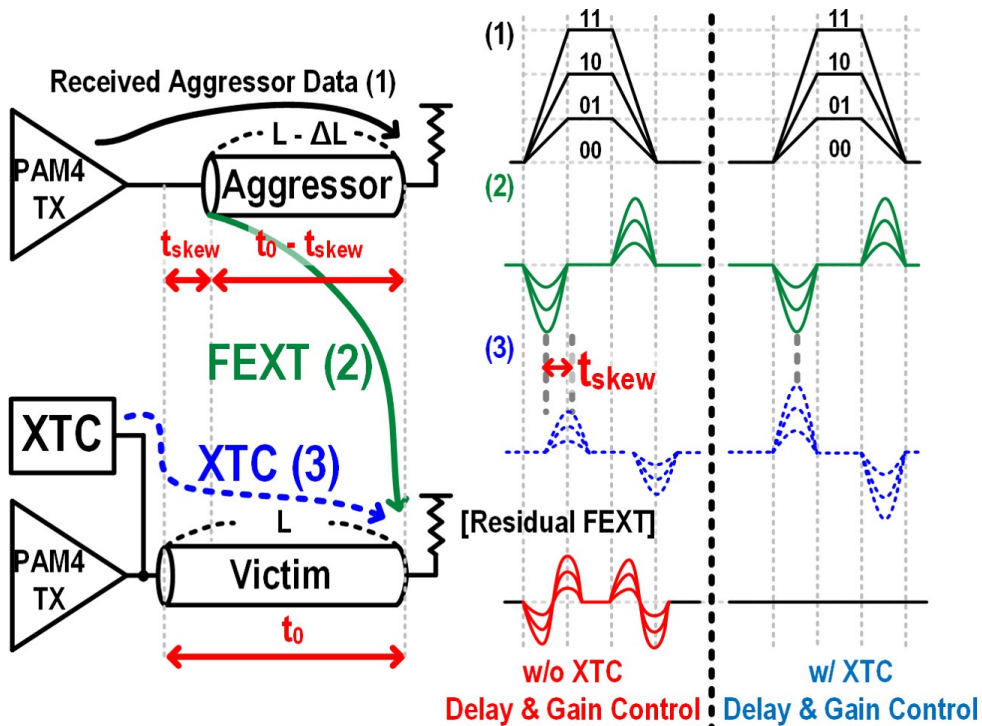 Received Aggressor Data (1)
L - ΔL
PAM4
TX
Aggressor
tskew
t0 - tskew
FEXT (2)
XTC
XTC (3)
L
PAM4
TX
Victim
t0
(1)
11
10
01
00
11
10
01
00
(2)
(3)
tskew
[Residual FEXT]
w/o XTC
Delay & Gain Control
w/ XTC
Delay & Gain Control